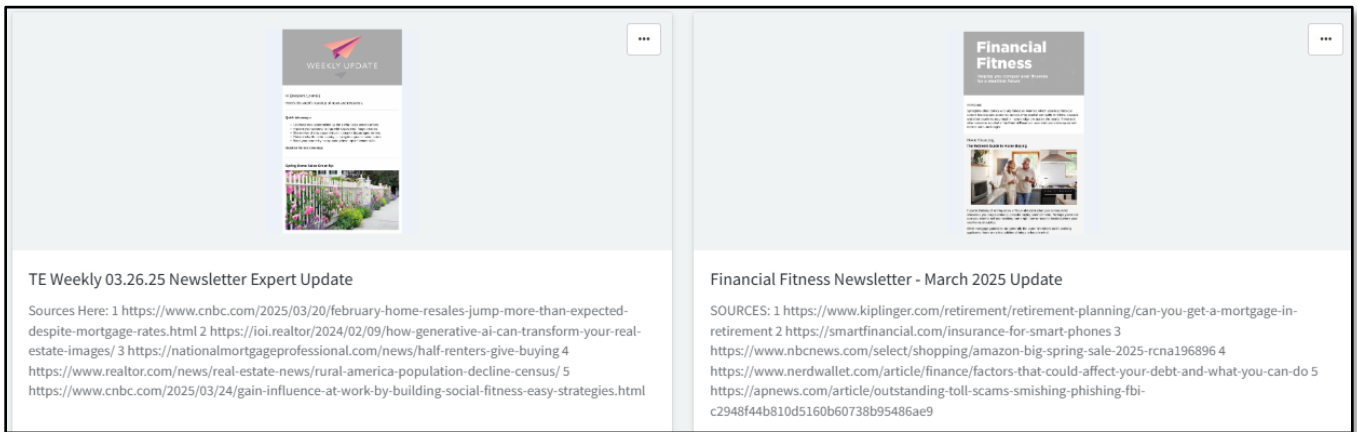 ...
WEEKLY UPDATE
Spring Home Sales Show Up
TE Weekly 03.26.25 Newsletter Expert Update
Sources Here: 1 https://www.cnbc.com/2025/03/20/february-home-resales-jump-more-than-expected-
despite-mortgage-rates.html 2 https://ioi.realtor/2024/02/09/how-generative-ai-can-transform-your-real-
estate-images/ 3 https://nationalmortgageprofessional.com/news/half-renters-give-buying 4
https://www.realtor.com/news/real-estate-news/rural-america-population-decline-census/ 5
https://www.cnbc.com/2025/03/24/gain-influence-at-work-by-building-social-fitness-easy-strategies.html
...
Financial
Fitness
Financial Fitness Newsletter - March 2025 Update
SOURCES: 1 https://www.kiplinger.com/retirement/retirement-planning/can-you-get-a-mortgage-in-
retirement 2 https://smartfinancial.com/insurance-for-smart-phones 3
https://www.nbcnews.com/select/shopping/amazon-big-spring-sale-2025-rcna196896 4
https://www.nerdwallet.com/article/finance/factors-that-could-affect-your-debt-and-what-you-can-do 5
https://apnews.com/article/outstanding-toll-scams-smishing-phishing-fbi-
c2948f44b810d5160b60738b95486ae9